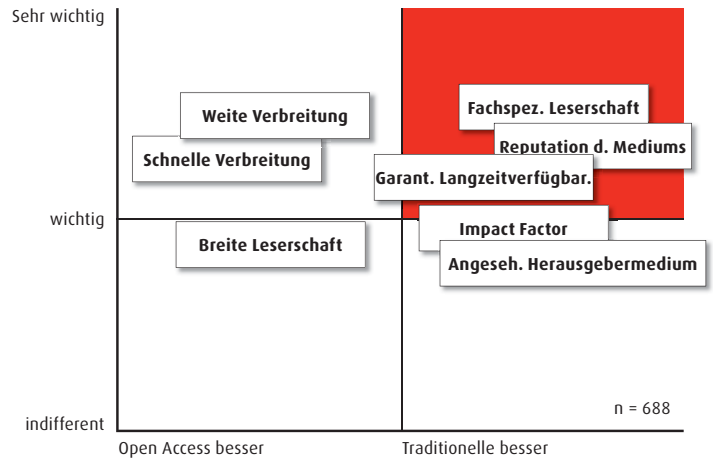 Sehr wichtig
Weite Verbreitung
Fachspez. Leserschaft
Schnelle Verbreitung
Reputation d. Mediums
Garant. Langzeitverfügbar.
wichtig
Breite Leserschaft
Impact Factor
Angeseh. Herausgebermedium
n = 688
indifferent
Open Access besser
Traditionelle besser